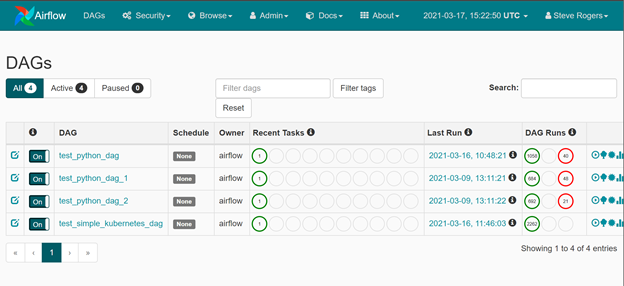 Airflow DAGs Security Browse Admin Docs About 2021-03-17, 15:22:50 UTC Steve Rogers
DAGs
All 4 Active 4 Paused 0 Filter dags Filter tags Search:
Reset
DAG Schedule Owner Recent Tasks Last Run DAG Runs
On test_python_dag None airflow 1 2021-03-16, 10:48:21 1058 40
On test_python_dag_1 None airflow 1 2021-03-09, 13:11:21 46
On test_python_dag_2 None airflow 1 2021-03-09, 13:11:22 692 21
On test_simple_kubernetes_dag None airflow 1 2021-03-16, 11:46:03 2262
« ‹ 1 › » Showing 1 to 4 of 4 entries